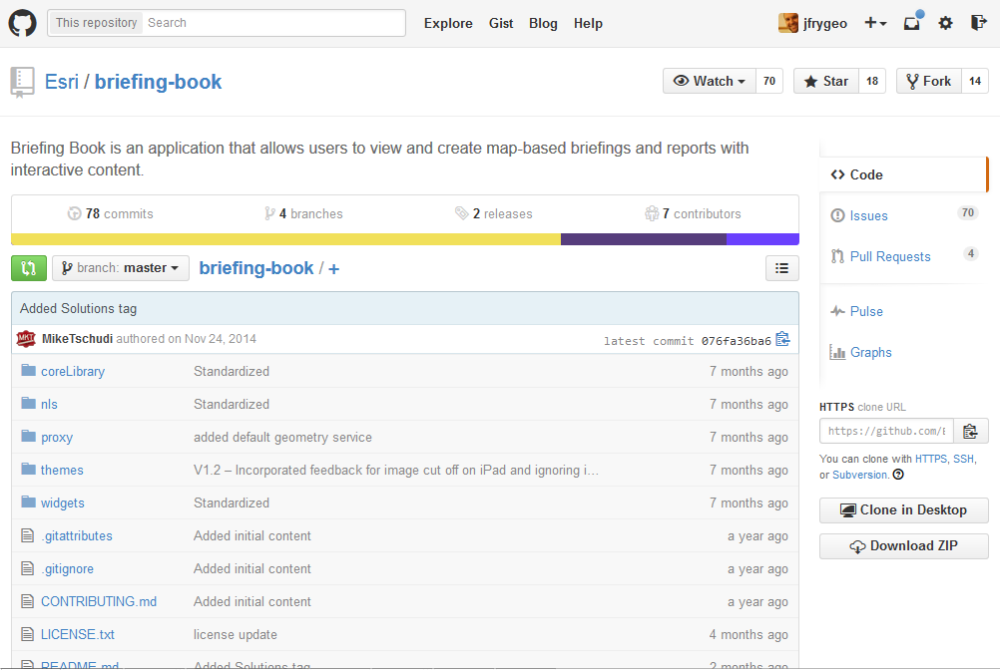 This repository Search Explore Gist Blog Help jfrygeo
Esri / briefing-book Watch 70 Star 18 Fork 14
Briefing Book is an application that allows users to view and create map-based briefings and reports with
interactive content.
78 commits 4 branches 2 releases 7 contributors
branch: master briefing-book / +
Added Solutions tag
MikeTschudi authored on Nov 24, 2014 latest commit 076fa36ba6
coreLibrary Standardized 7 months ago
nls Standardized 7 months ago
proxy added default geometry service 7 months ago
themes V1.2 – Incorporated feedback for image cut off on iPad and ignoring i… 7 months ago
widgets Standardized 7 months ago
.gitattributes Added initial content a year ago
.gitignore Added initial content a year ago
CONTRIBUTING.md Added initial content a year ago
LICENSE.txt license update 4 months ago
README.md Added Solutions tag 2 months ago
Code
Issues 70
Pull Requests 4
Pulse
Graphs
HTTPS clone URL
https://github.com/E
You can clone with HTTPS, SSH,
or Subversion.
Clone in Desktop
Download ZIP